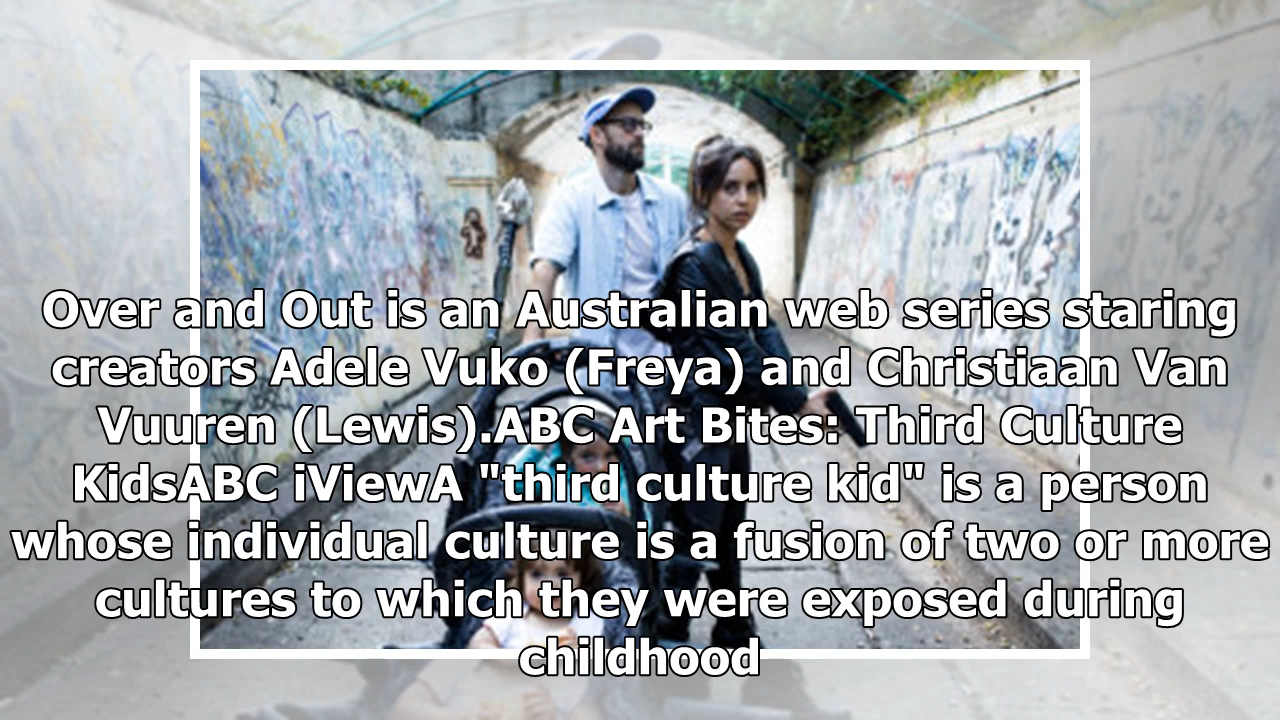 Over and Out is an Australian web series staring
creators Adele Vuko (Freya) and Christiaan Van
Vuuren (Lewis).ABC Art Bites: Third Culture
KidsABC iViewA "third culture kid" is a person
whose individual culture is a fusion of two or more
cultures to which they were exposed during
childhood